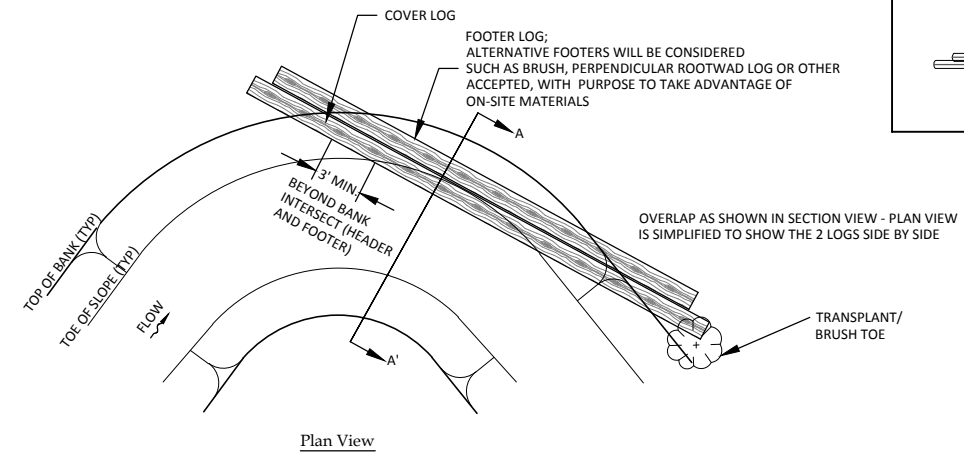 COVER LOG
FOOTER LOG;
ALTERNATIVE FOOTERS WILL BE CONSIDERED
SUCH AS BRUSH, PERPENDICULAR ROOTWAD LOG OR OTHER
ACCEPTED, WITH PURPOSE TO TAKE ADVANTAGE OF
ON-SITE MATERIALS
A
3' MIN.
BEYOND BANK
INTERSECT (HEADER
AND FOOTER)
OVERLAP AS SHOWN IN SECTION VIEW - PLAN VIEW
IS SIMPLIFIED TO SHOW THE 2 LOGS SIDE BY SIDE
TOP OF BANK (TYP)
TOE OF SLOPE (TYP)
FLOW
TRANSPLANT/
BRUSH TOE
A'
Plan View